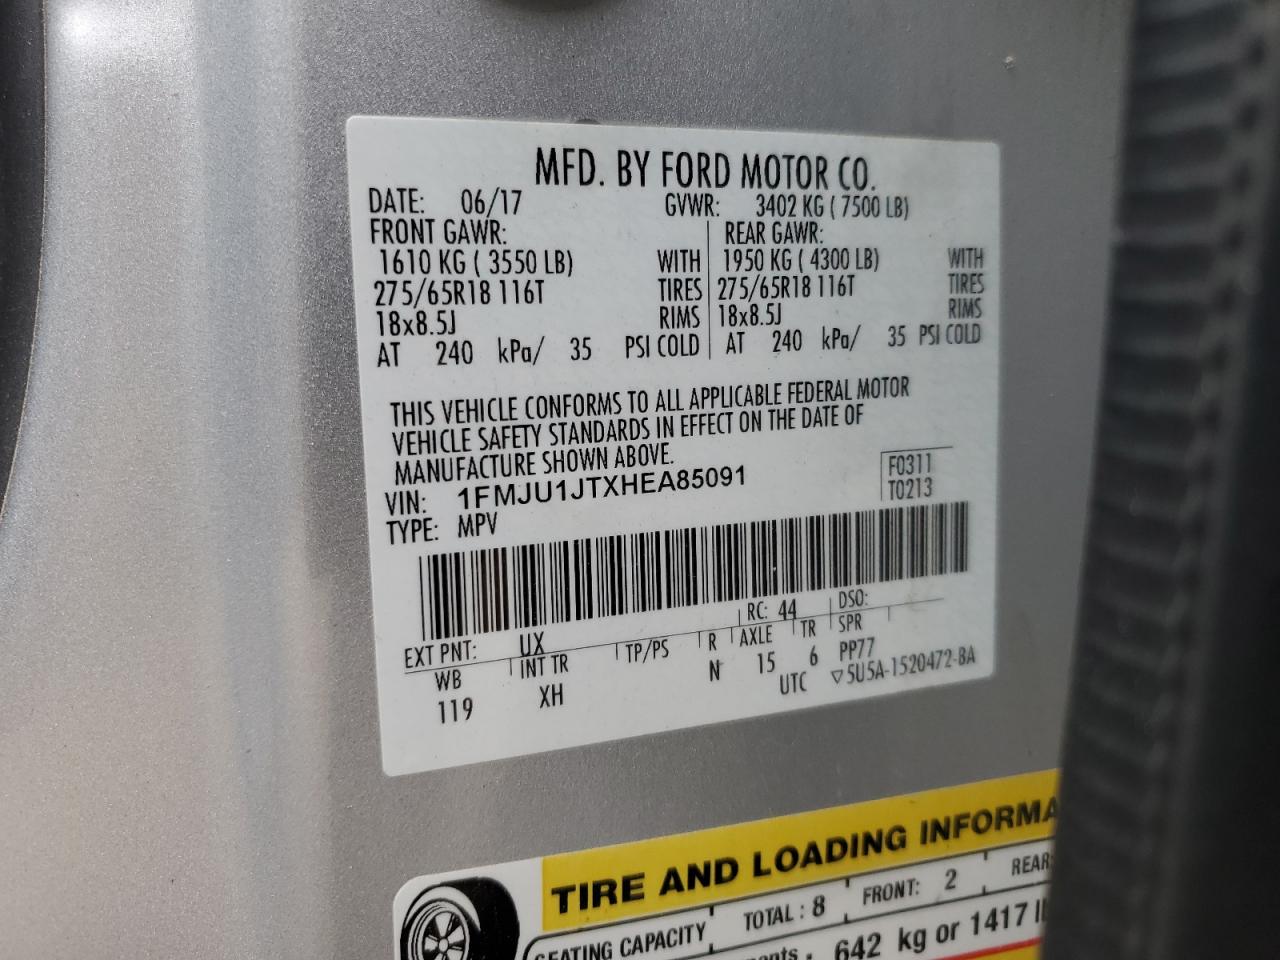 MFD. BY FORD MOTOR CO.
DATE: 06/17 GVWR: 3402 KG ( 7500 LB)
FRONT GAWR: REAR GAWR:
1610 KG ( 3550 LB) WITH 1950 KG ( 4300 LB) WITH
275/65R18 116T TIRES 275/65R18 116T TIRES
18x8.5J RIMS 18x8.5J RIMS
AT 240 kPa/ 35 PSI COLD AT 240 kPa/ 35 PSI COLD
THIS VEHICLE CONFORMS TO ALL APPLICABLE FEDERAL MOTOR
VEHICLE SAFETY STANDARDS IN EFFECT ON THE DATE OF
MANUFACTURE SHOWN ABOVE.
VIN: 1FMJU1JTXHEA85091 F0311
TYPE: MPV T0213
EXT PNT: UX RC: 44 DSO:
WB INT TR TP/PS R AXLE TR SPR
119 XH N 15 6 PP77
UTC ▽5U5A-1520472-BA
TIRE AND LOADING INFORMA
SEATING CAPACITY TOTAL : 8 FRONT: 2 REAR:
642 kg or 1417 l